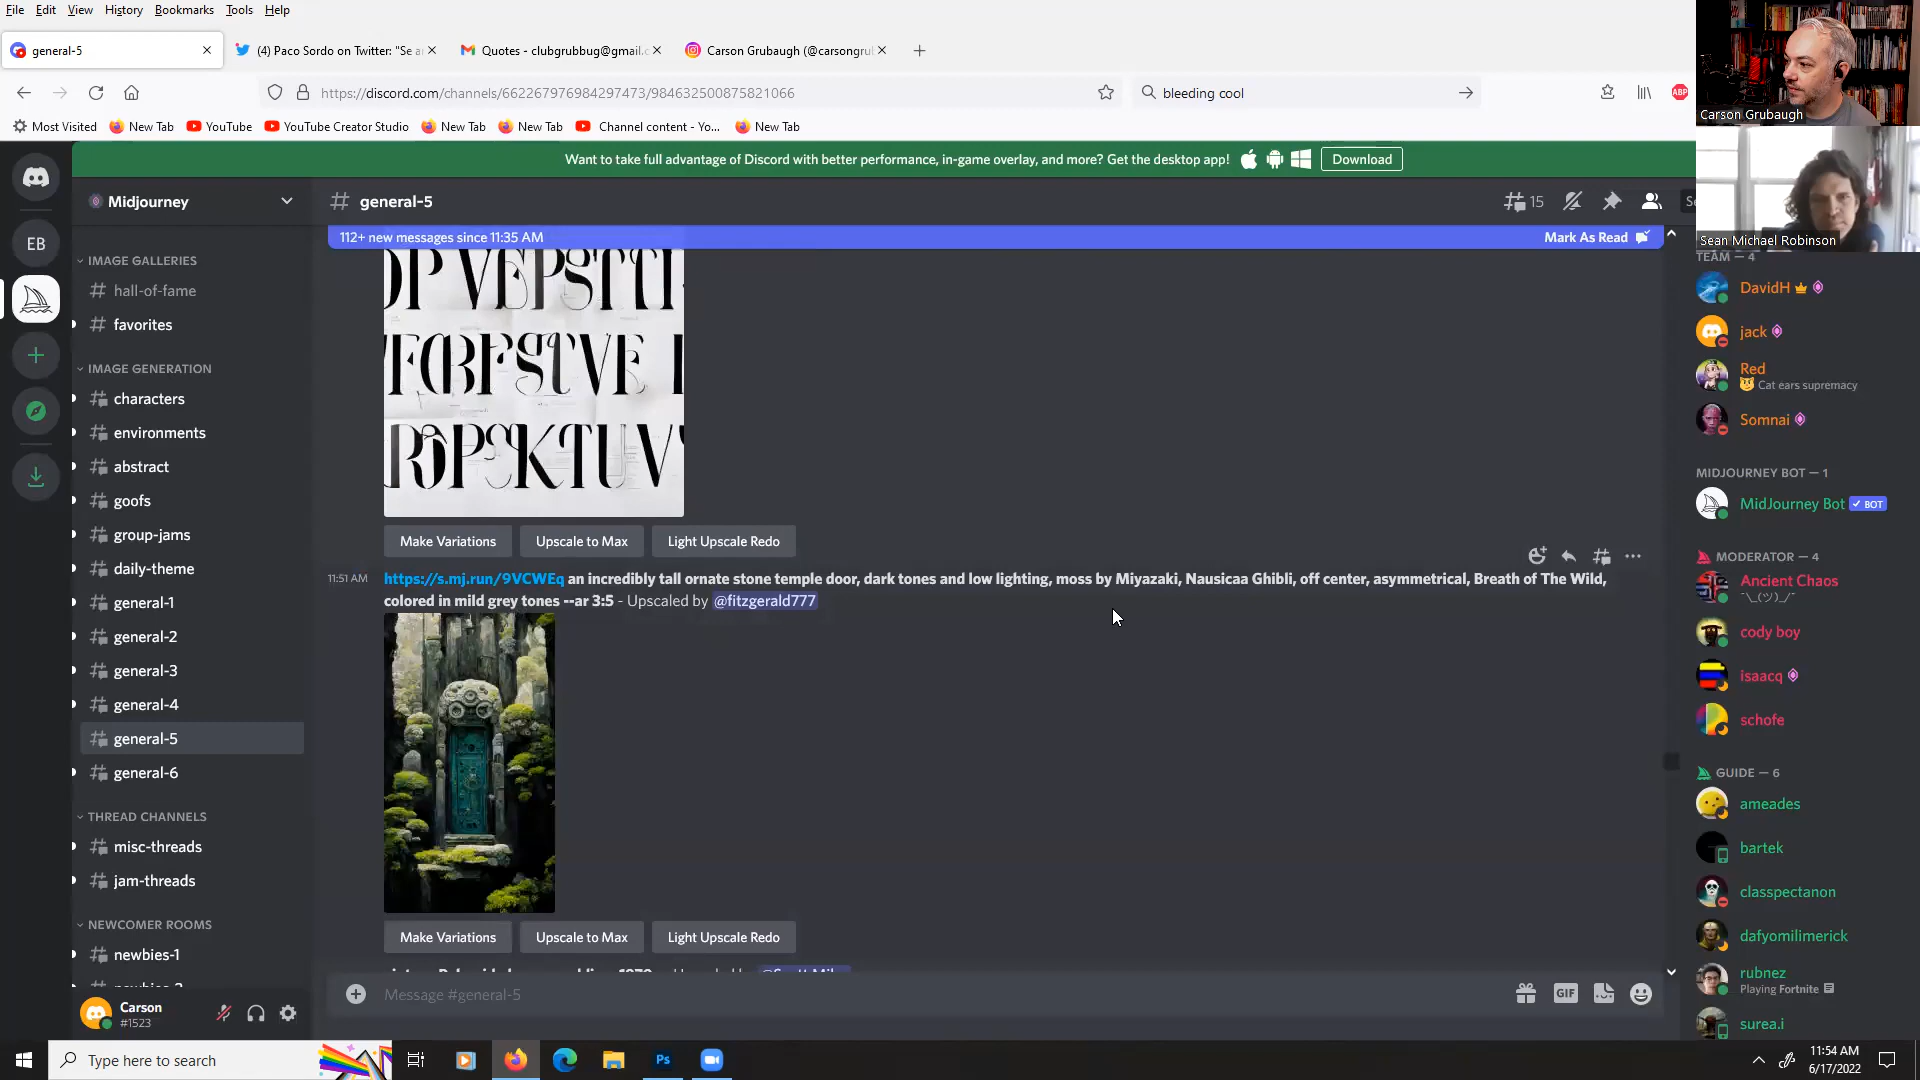 File Edit View History Bookmarks Tools Help
general-5
(4) Paco Sordo on Twitter: "Se a
Quotes - clubgrubbug@gmail.c
Carson Grubaugh (@carsongru
https://discord.com/channels/662267976984297473/984632500875821066
bleeding cool
ABP
Most Visited New Tab YouTube YouTube Creator Studio New Tab New Tab Channel content - Yo... New Tab
Carson Grubaugh
Sean Michael Robinson
Want to take full advantage of Discord with better performance, in-game overlay, and more? Get the desktop app! Download
EB
Midjourney
IMAGE GALLERIES
hall-of-fame
favorites
IMAGE GENERATION
characters
environments
abstract
goofs
group-jams
daily-theme
general-1
general-2
general-3
general-4
general-5
general-6
THREAD CHANNELS
misc-threads
jam-threads
NEWCOMER ROOMS
newbies-1
Carson
#1523
# general-5
15
112+ new messages since 11:35 AM
Mark As Read
Make Variations Upscale to Max Light Upscale Redo
11:51 AM https://s.mj.run/9VCWEq an incredibly tall ornate stone temple door, dark tones and low lighting, moss by Miyazaki, Nausicaa Ghibli, off center, asymmetrical, Breath of The Wild,
colored in mild grey tones --ar 3:5 - Upscaled by @fitzgerald777
Make Variations Upscale to Max Light Upscale Redo
Message #general-5
GIF
TEAM — 4
DavidH
jack
Red
Cat ears supremacy
Somnai
MIDJOURNEY BOT — 1
MidJourney Bot BOT
MODERATOR — 4
Ancient Chaos
¯\_(ツ)_/¯
cody boy
isaacq
schofe
GUIDE — 6
ameades
bartek
classpectanon
dafyomilimerick
rubnez
Playing Fortnite
surea.i
Type here to search
Ps
11:54 AM
6/17/2022